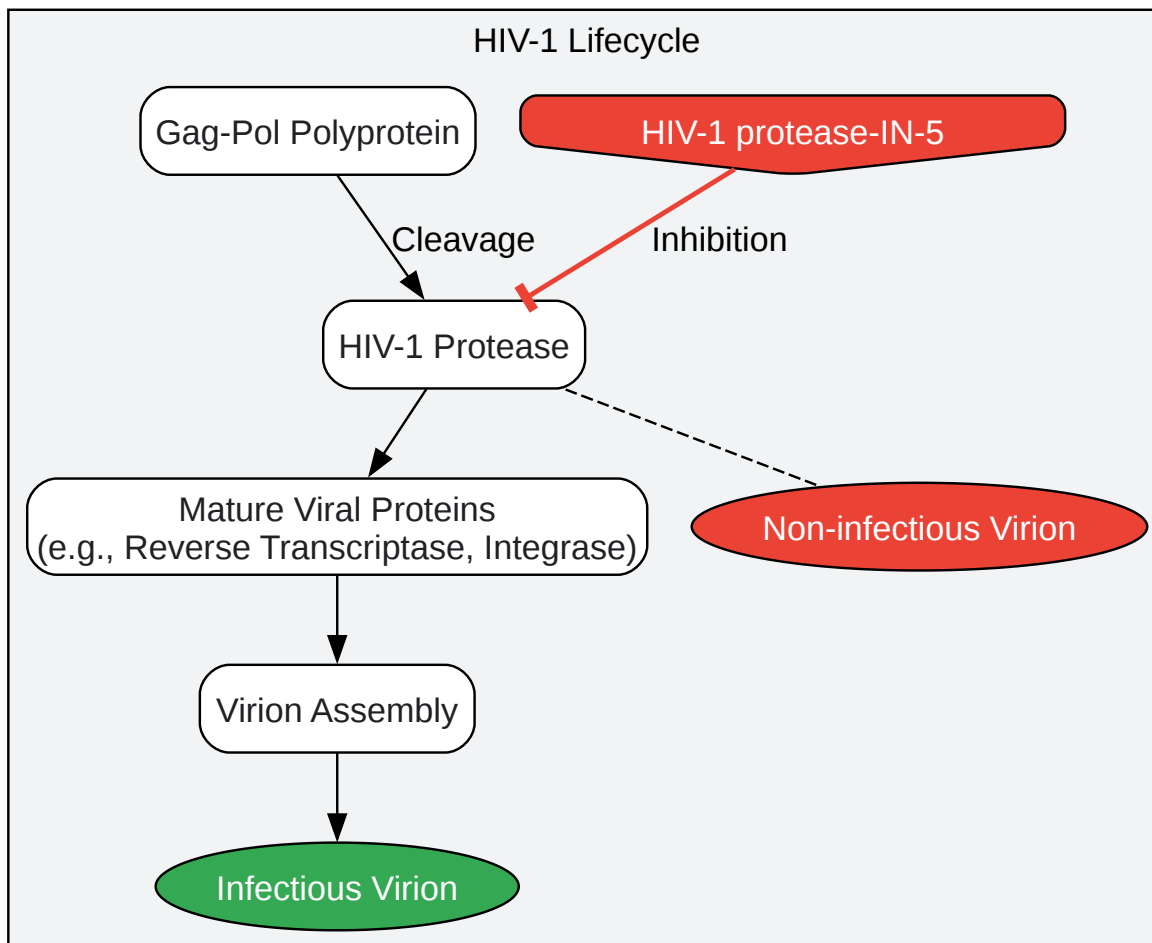 HIV-1 Lifecycle
Gag-Pol Polyprotein
HIV-1 protease-IN-5
Cleavage
Inhibition
HIV-1 Protease
Mature Viral Proteins
(e.g., Reverse Transcriptase, Integrase)
Non-infectious Virion
Virion Assembly
Infectious Virion